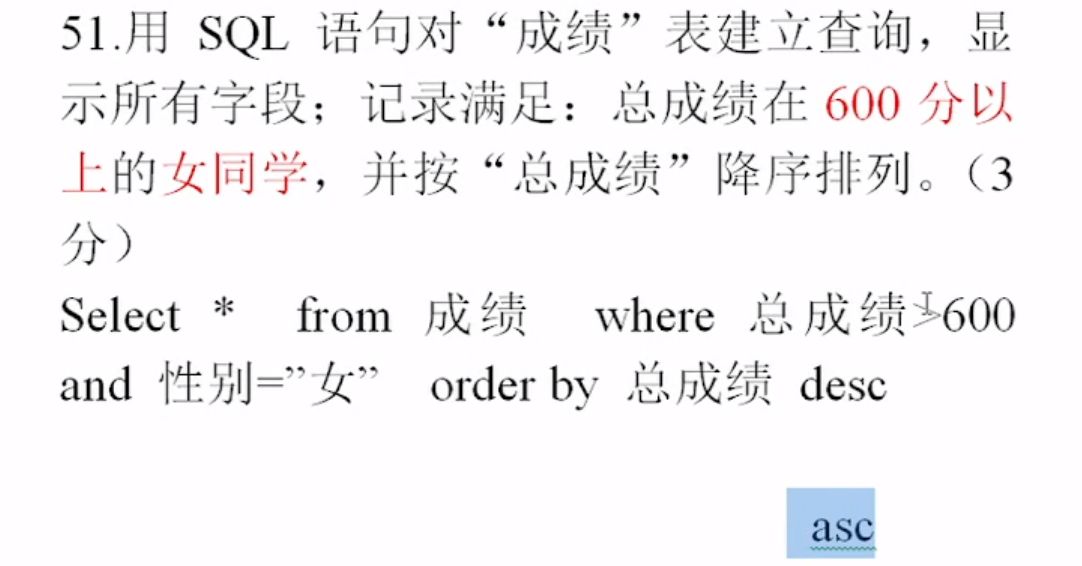 51.用 SQL 语句对“成绩”表建立查询，显
示所有字段；记录满足：总成绩在 600 分以
上的女同学，并按“总成绩”降序排列。（3
分）
Select * from 成绩 where 总成绩>600
and 性别=”女” order by 总成绩 desc
asc